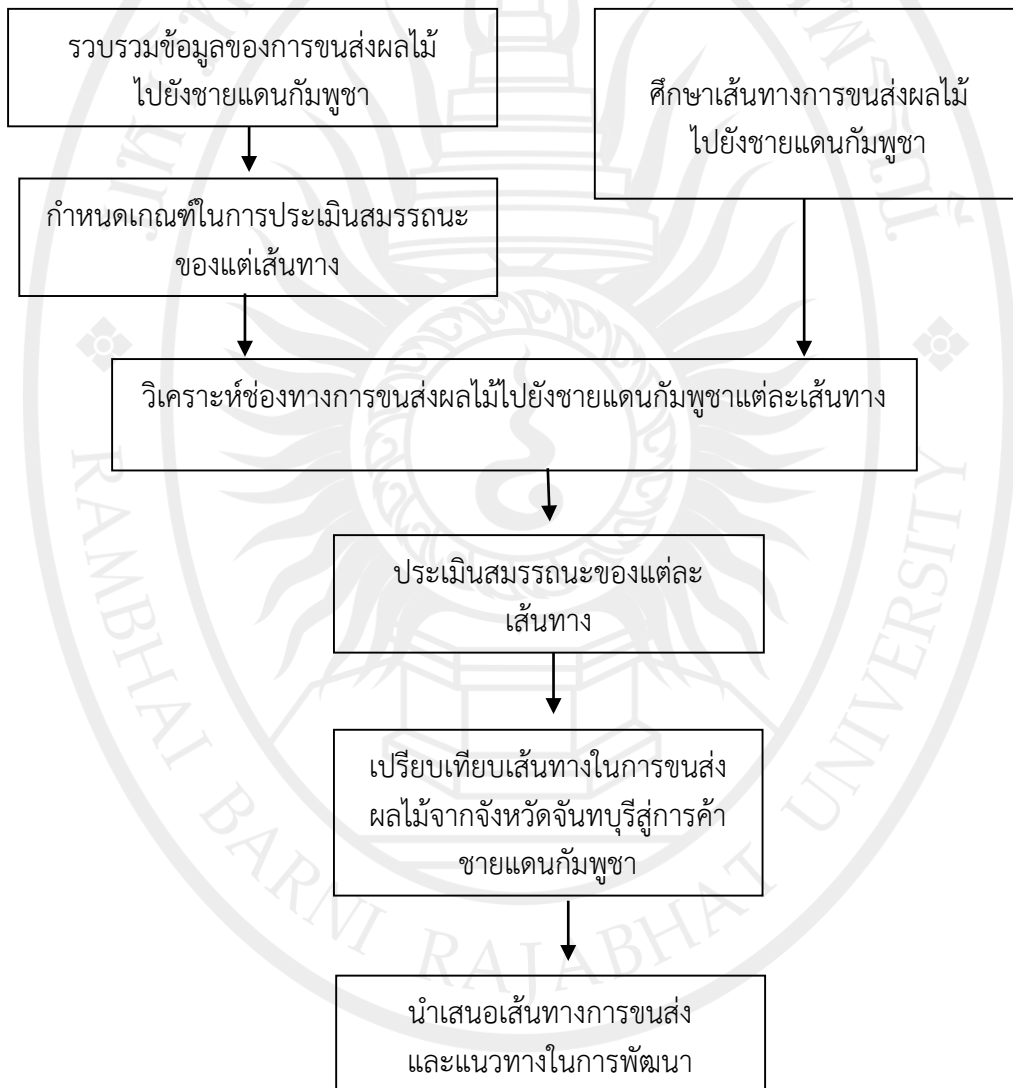 รวบรวมข้อมูลของการขนส่งผลไม้
ไปยังชายแดนกัมพูชา
ศึกษาเส้นทางการขนส่งผลไม้
ไปยังชายแดนกัมพูชา
กำหนดเกณฑ์ในการประเมินสมรรถนะ
ของแต่เส้นทาง
วิเคราะห์ช่องทางการขนส่งผลไม้ไปยังชายแดนกัมพูชาแต่ละเส้นทาง
ประเมินสมรรถนะของแต่ละ
เส้นทาง
เปรียบเทียบเส้นทางในการขนส่ง
ผลไม้จากจังหวัดจันทบุรีสู่การค้า
ชายแดนกัมพูชา
นำเสนอเส้นทางการขนส่ง
และแนวทางในการพัฒนา
RAMBHAI BARNI RAJABHAT UNIVERSITY